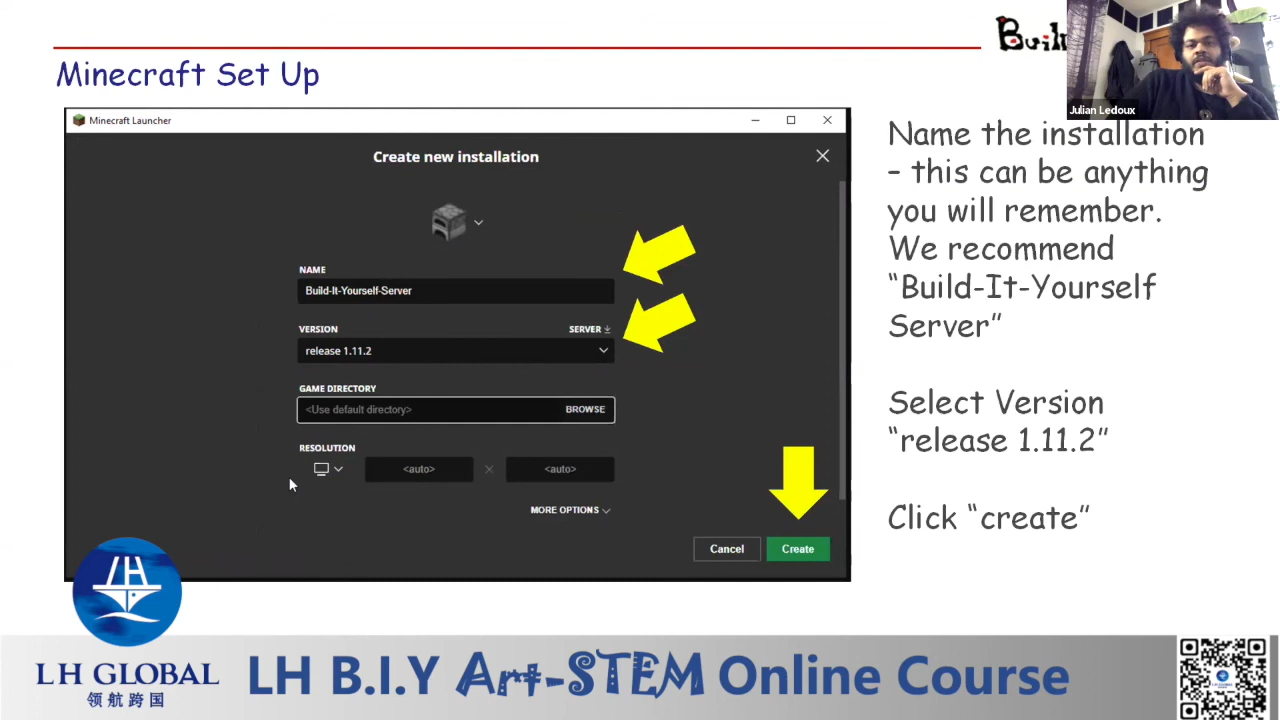 Minecraft Set Up
Julian Ledoux
Minecraft Launcher
Create new installation
NAME
Build-It-Yourself-Server
VERSION
SERVER
release 1.11.2
GAME DIRECTORY
<Use default directory>
BROWSE
RESOLUTION
<auto>
<auto>
MORE OPTIONS
Cancel
Create
Name the installation
– this can be anything
you will remember.
We recommend
“Build-It-Yourself
Server”
Select Version
“release 1.11.2”
Click “create”
LH GLOBAL
领航跨国
LH B.I.Y Art-STEM Online Course